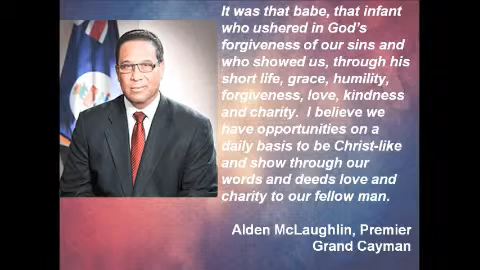 It was that babe, that infant
who ushered in God's
forgiveness of our sins and
who showed us, through his
short life, grace, humility,
forgiveness, love, kindness
and charity.  I believe we
have opportunities on a
daily basis to be Christ-like
and show through our
words and deeds love and
charity to our fellow man.
Alden McLaughlin, Premier
Grand Cayman